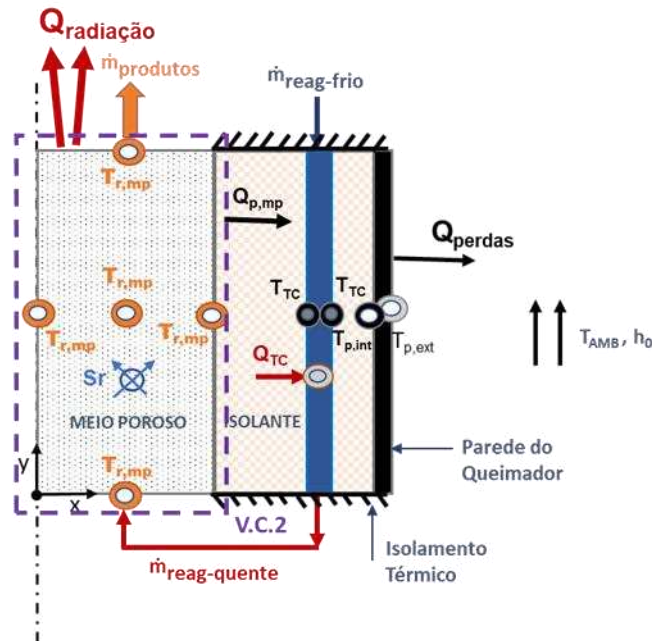 Qradiação
ṁprodutos
ṁreag-frio
Tr,mp
Qp,mp
Qperdas
Tr,mp
TTC
TTC
Tr,mp
Tr,mp
Tp,int
Tp,ext
TAMB, h0
QTC
Sr
MEIO POROSO
SOLANTE
Tr,mp
Parede do
Queimador
y
x
V.C.2
ṁreag-quente
Isolamento
Térmico